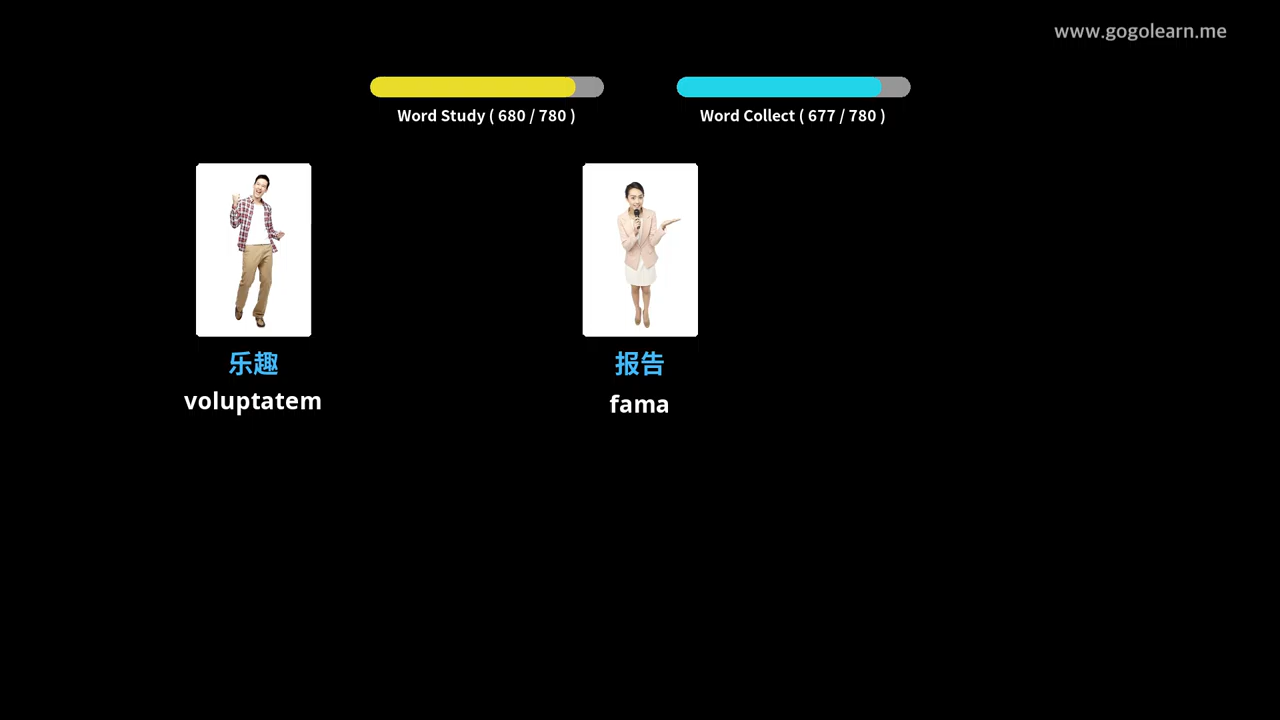 www.gogolearn.me
Word Study ( 680 / 780 )
Word Collect ( 677 / 780 )
乐趣
voluptatem
报告
fama